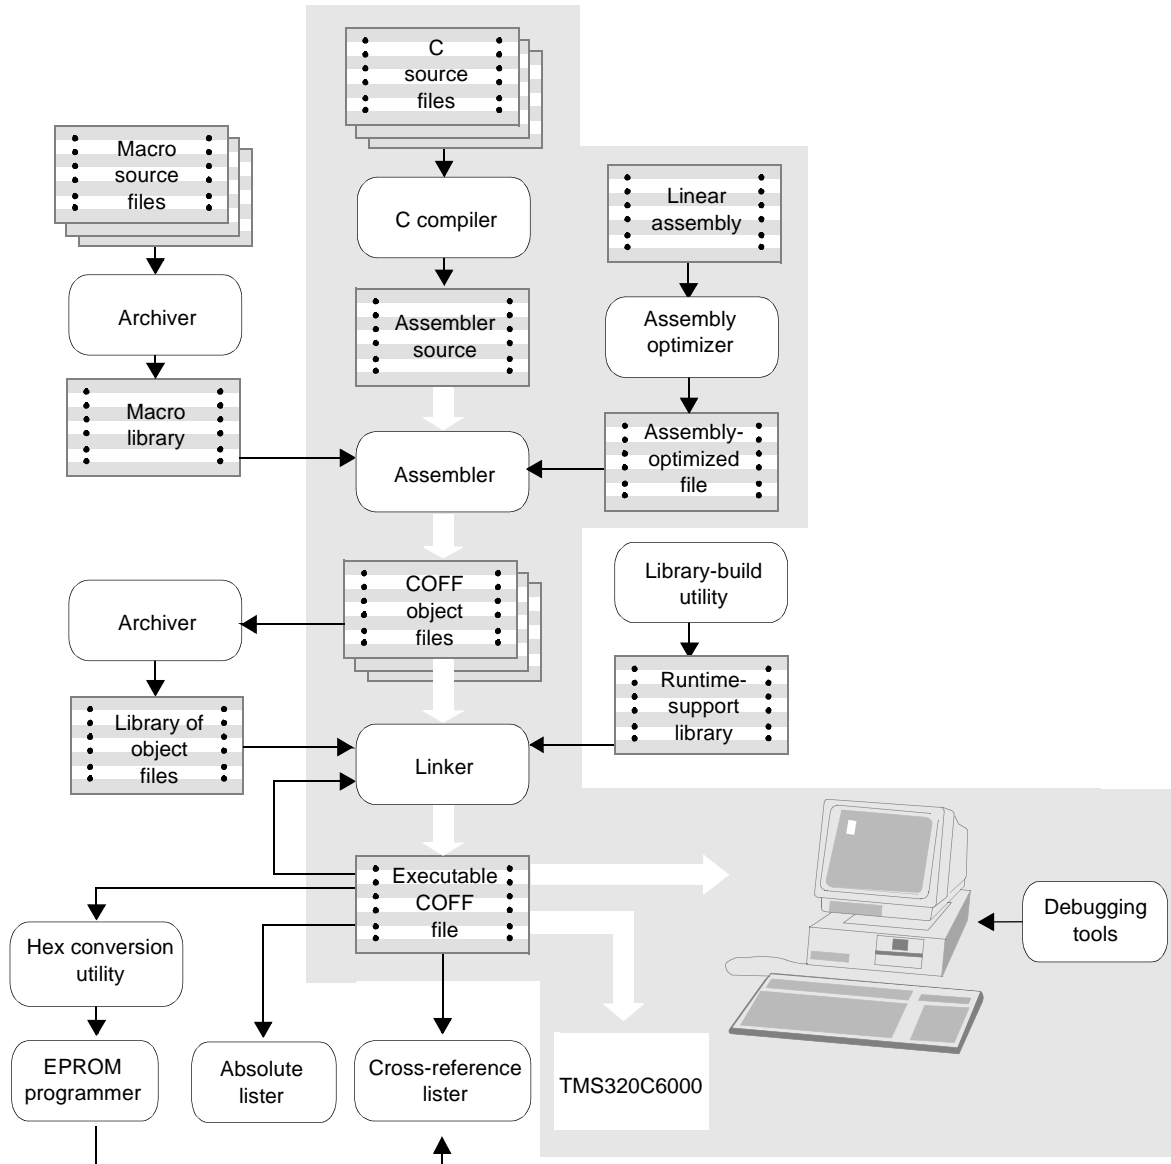 C
source
files
Macro
source
files
C compiler
Linear
assembly
Archiver
Assembler
source
Assembly
optimizer
Macro
library
Assembler
Assembly-
optimized
file
Archiver
COFF
object
files
Library-build
utility
Library of
object
files
Linker
Runtime-
support
library
Executable
COFF
file
Debugging
tools
Hex conversion
utility
EPROM
programmer
Absolute
lister
Cross-reference
lister
TMS320C6000